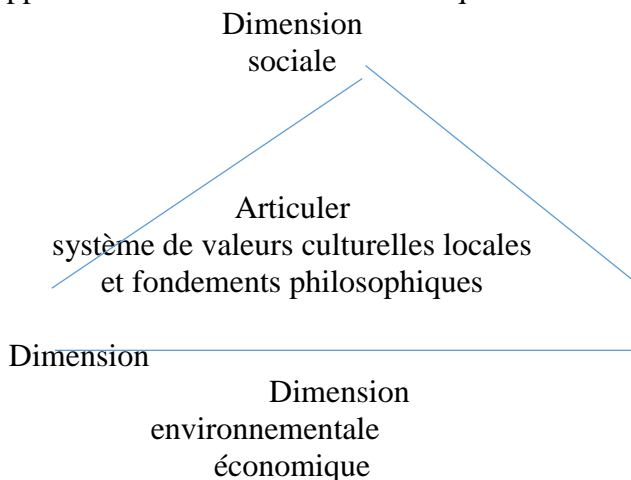 Dimension
sociale
Articuler
système de valeurs culturelles locales
et fondements philosophiques
Dimension
Dimension
environnementale
économique